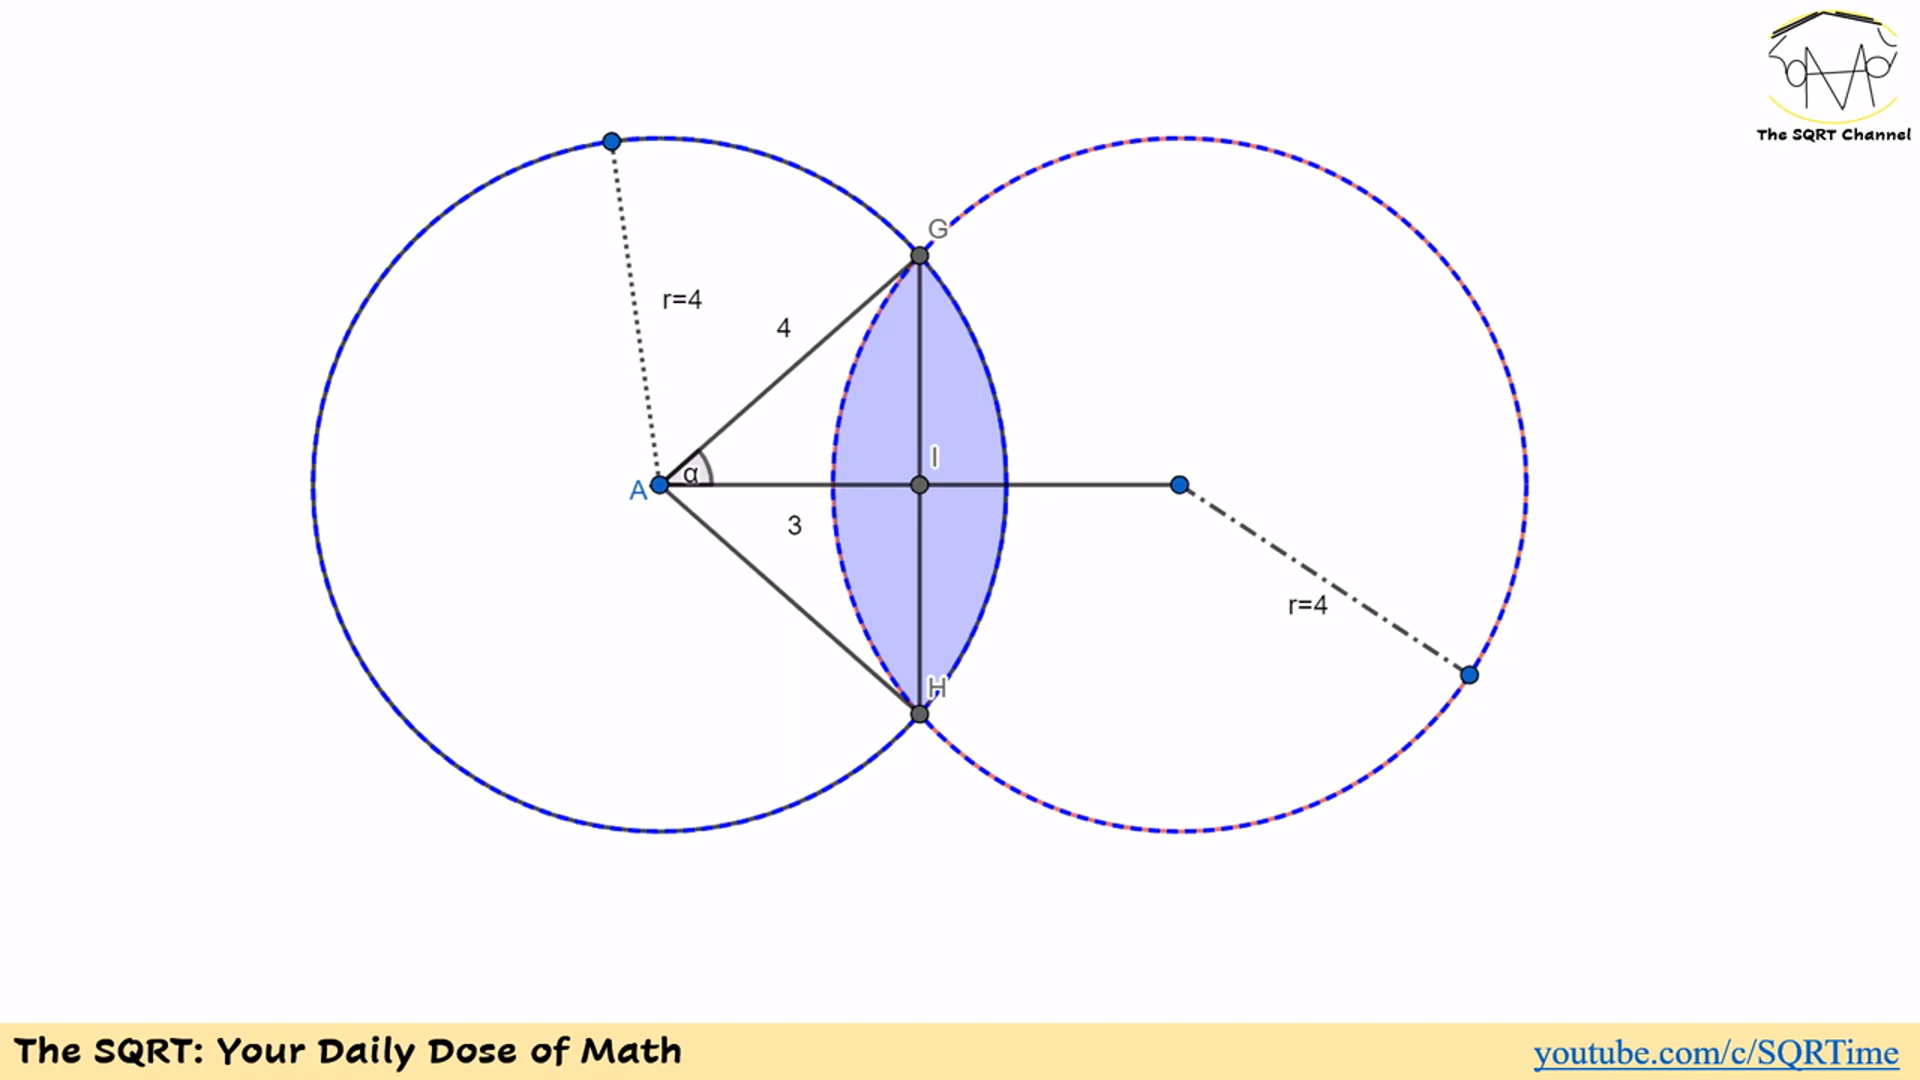 The SQRT Channel
G
r=4
4
I
α
A
3
r=4
H
The SQRT: Your Daily Dose of Math
youtube.com/c/SQRTime